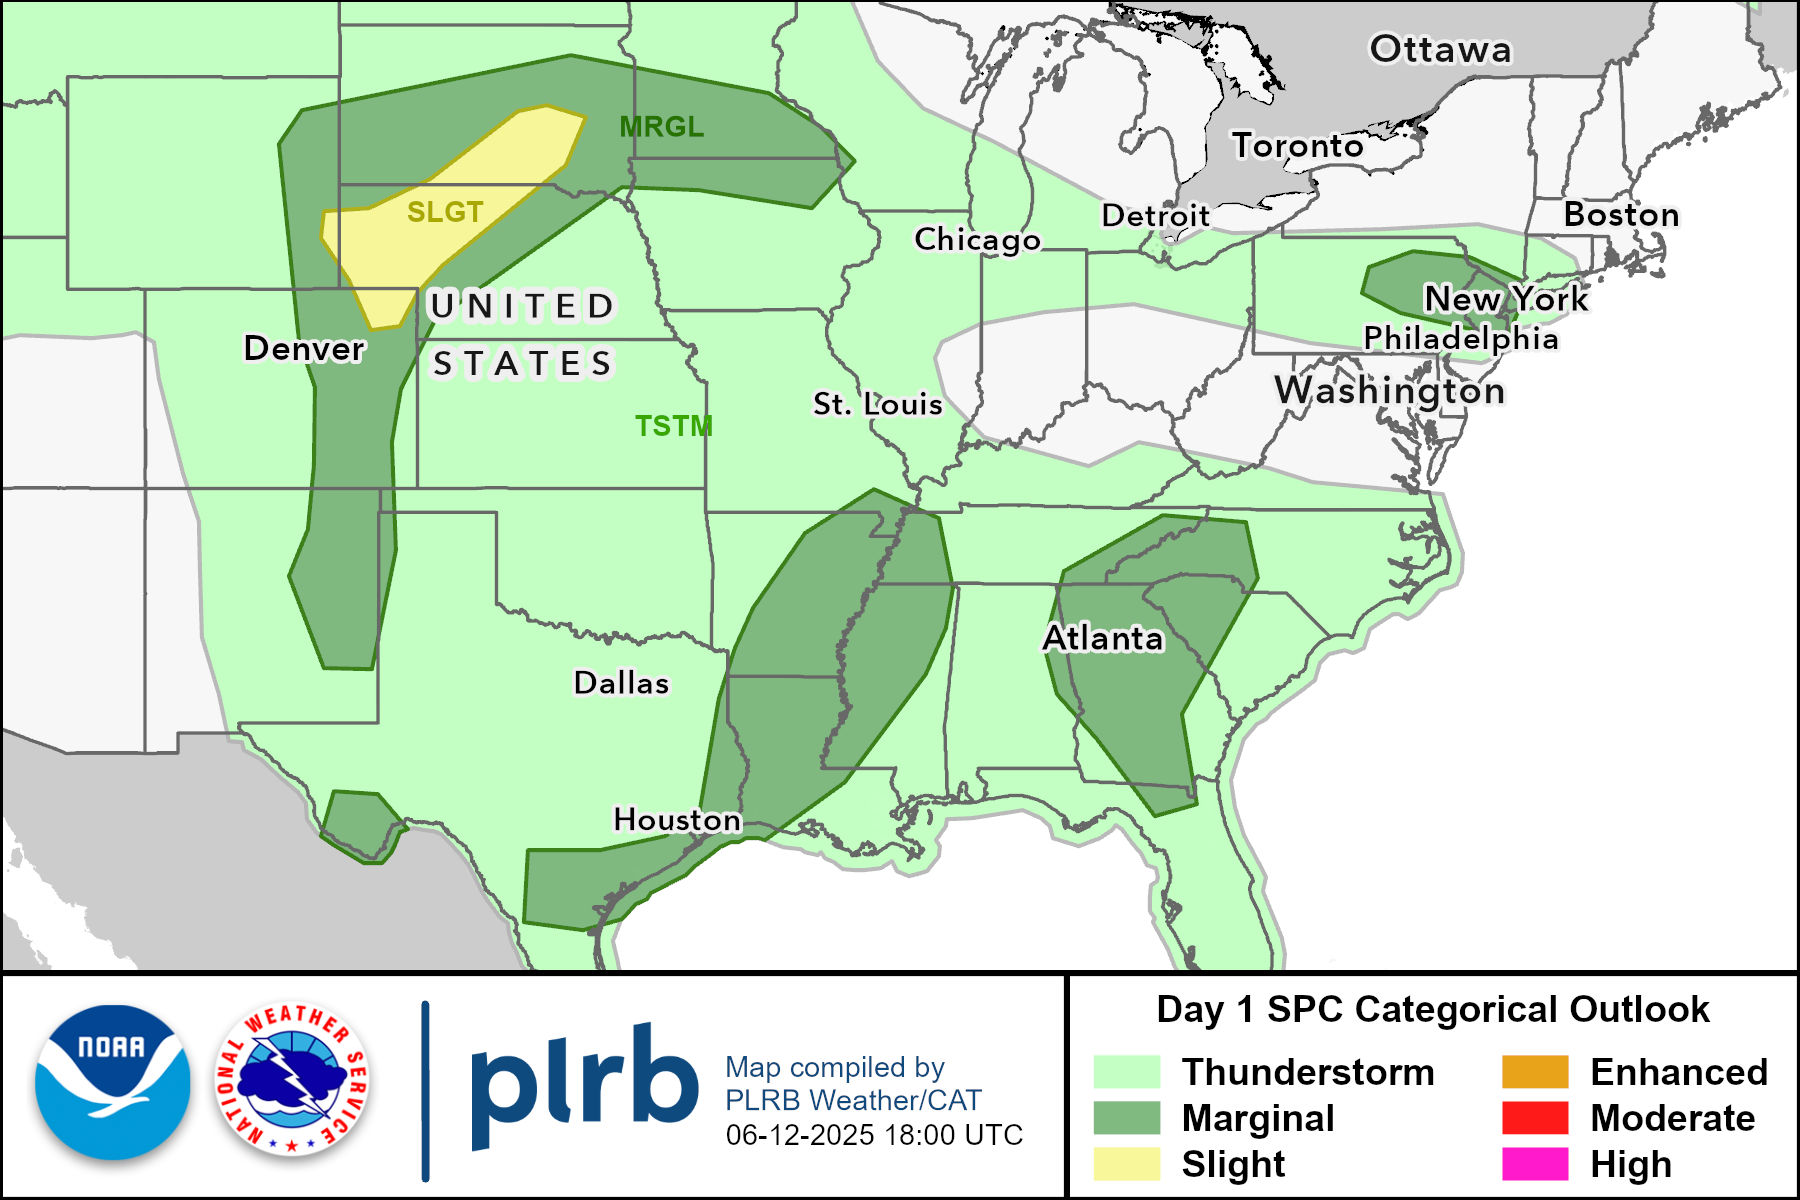 Ottawa
MRGL
Toronto
SLGT
Detroit
Boston
Chicago
UNITED
New York
Denver
STATES
Philadelphia
Washington
St. Louis
TSTM
Atlanta
Dallas
Houston
NOAA
NATIONAL WEATHER SERVICE
plrb
Map compiled by
PLRB Weather/CAT
06-12-2025 18:00 UTC
Day 1 SPC Categorical Outlook
Thunderstorm
Enhanced
Marginal
Moderate
Slight
High